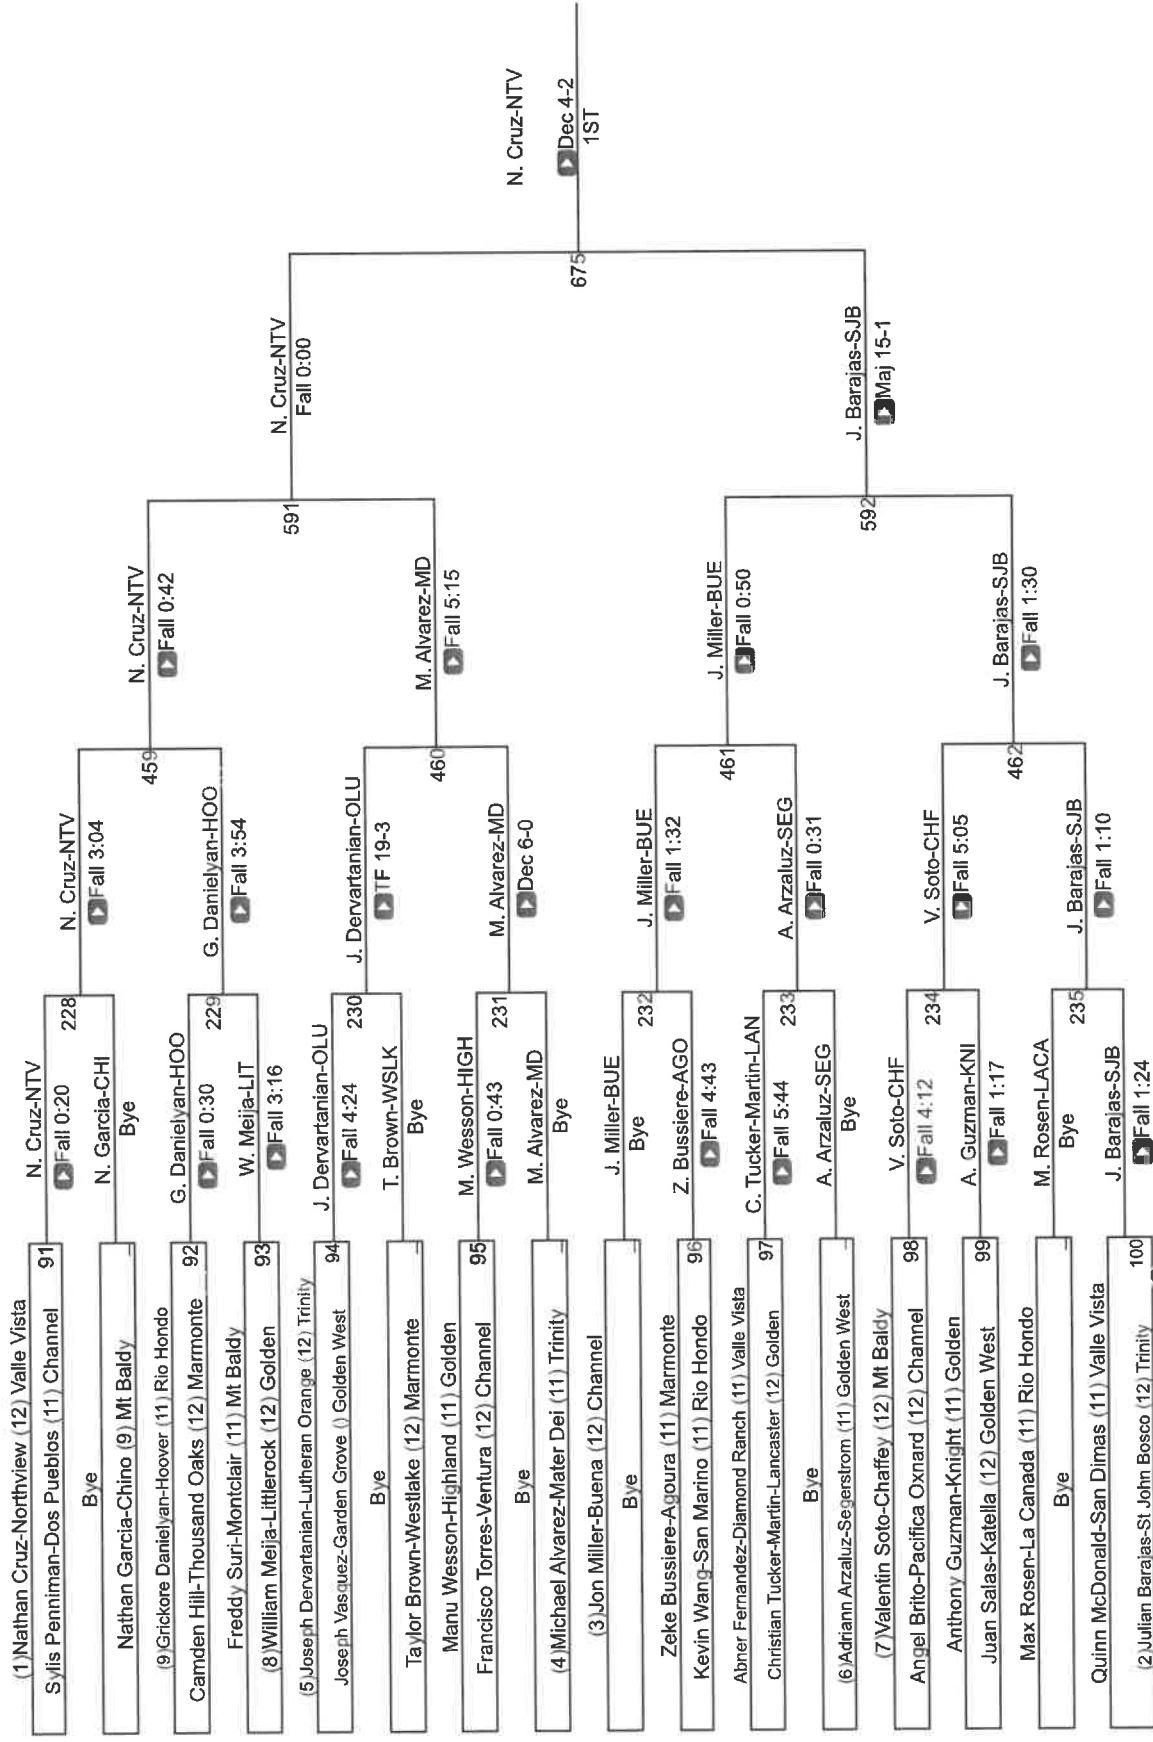 (1)Nathan Cruz-Northview (12) Valle Vista
Sylis Penniman-Dos Pueblos (11) Channel
91
Bye
Nathan Garcia-Chino (9) Mt Baldy
(9)Grickore Danielyan-Hoover (11) Rio Hondo
Camden Hill-Thousand Oaks (12) Marmonte
92
Freddy Suri-Montclair (11) Mt Baldy
(8)William Meija-Littlerock (12) Golden
93
(5)Joseph Dervartanian-Lutheran Orange (12) Trinity
Joseph Vasquez-Garden Grove () Golden West
94
Bye
Taylor Brown-Westlake (12) Marmonte
Manu Wesson-Highland (11) Golden
Francisco Torres-Ventura (12) Channel
95
Bye
(4)Michael Alvarez-Mater Dei (11) Trinity
(3)Jon Miller-Buena (12) Channel
Bye
Zeke Bussiere-Agoura (11) Marmonte
Kevin Wang-San Marino (11) Rio Hondo
96
Abner Fernandez-Diamond Ranch (11) Valle Vista
Christian Tucker-Martin-Lancaster (12) Golden
97
Bye
(6)Adriann Arzaluz-Segerstrom (11) Golden West
(7)Valentin Soto-Chaffey (12) Mt Baldy
Angel Brito-Pacifica Oxnard (12) Channel
98
Anthony Guzman-Knight (11) Golden
Juan Salas-Katella (12) Golden West
99
Max Rosen-La Canada (11) Rio Hondo
Bye
Quinn McDonald-San Dimas (11) Valle Vista
(2)Julian Barajas-St John Bosco (12) Trinity
100
N. Cruz-NTV
Fall 0:20
228
N. Garcia-CHI
Bye
G. Danielyan-HOO
Fall 0:30
229
W. Meija-LIT
Fall 3:16
J. Dervartanian-OLU
Fall 4:24
230
T. Brown-WSLK
Bye
M. Wesson-HIGH
Fall 0:43
231
M. Alvarez-MD
Bye
J. Miller-BUE
Bye
232
Z. Bussiere-AGO
Fall 4:43
C. Tucker-Martin-LAN
Fall 5:44
233
A. Arzaluz-SEG
Bye
V. Soto-CHF
Fall 4:12
234
A. Guzman-KNI
Fall 1:17
M. Rosen-LACA
Bye
235
J. Barajas-SJB
Fall 1:24
N. Cruz-NTV
Fall 3:04
459
G. Danielyan-HOO
Fall 3:54
J. Dervartanian-OLU
TF 19-3
460
M. Alvarez-MD
Dec 6-0
J. Miller-BUE
Fall 1:32
461
A. Arzaluz-SEG
Fall 0:31
V. Soto-CHF
Fall 5:05
462
J. Barajas-SJB
Fall 1:10
N. Cruz-NTV
Fall 0:42
591
M. Alvarez-MD
Fall 5:15
J. Miller-BUE
Fall 0:50
592
J. Barajas-SJB
Fall 1:30
N. Cruz-NTV
Fall 0:00
675
J. Barajas-SJB
Maj 15-1
N. Cruz-NTV
Dec 4-2
1ST